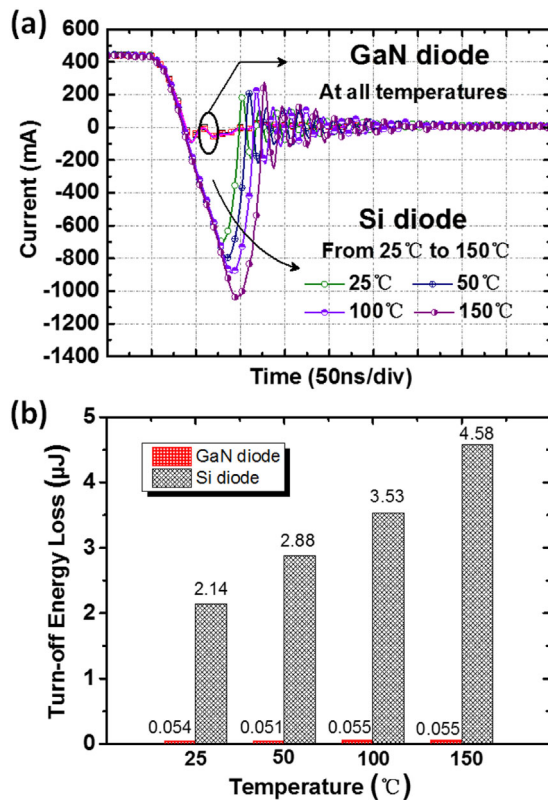 (a)
600
400
200
0
-200
-400
-600
-800
-1000
-1200
-1400
Current (mA)
GaN diode
At all temperatures
Si diode
From 25℃ to 150℃
25℃ 50℃
100℃ 150℃
Time (50ns/div)
(b)
5
4
3
2
1
0
Turn-off Energy Loss (µJ)
GaN diode
Si diode
4.58
3.53
2.88
2.14
0.054 0.051 0.055 0.055
25 50 100 150
Temperature (℃)